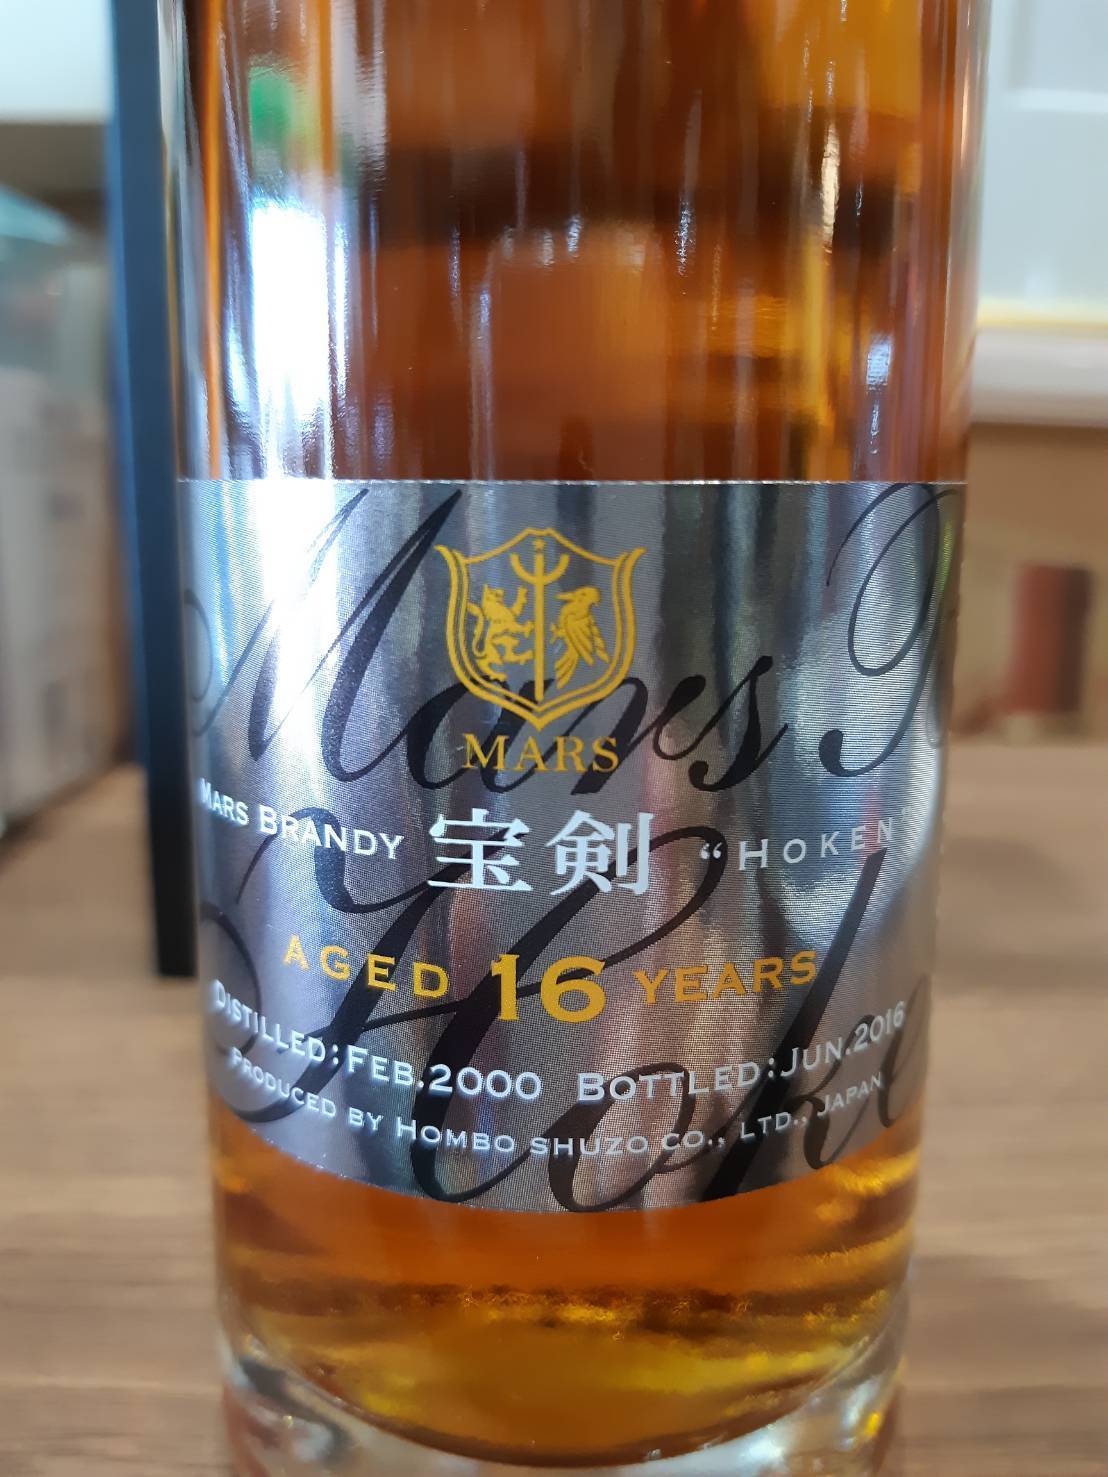 Mars
MARS
MARS BRANDY 宝剣 “HOKEN”
AGED 16 YEARS
DISTILLED:FEB.2000 BOTTLED:JUN.2016
PRODUCED BY HOMBO SHUZO CO., LTD., JAPAN